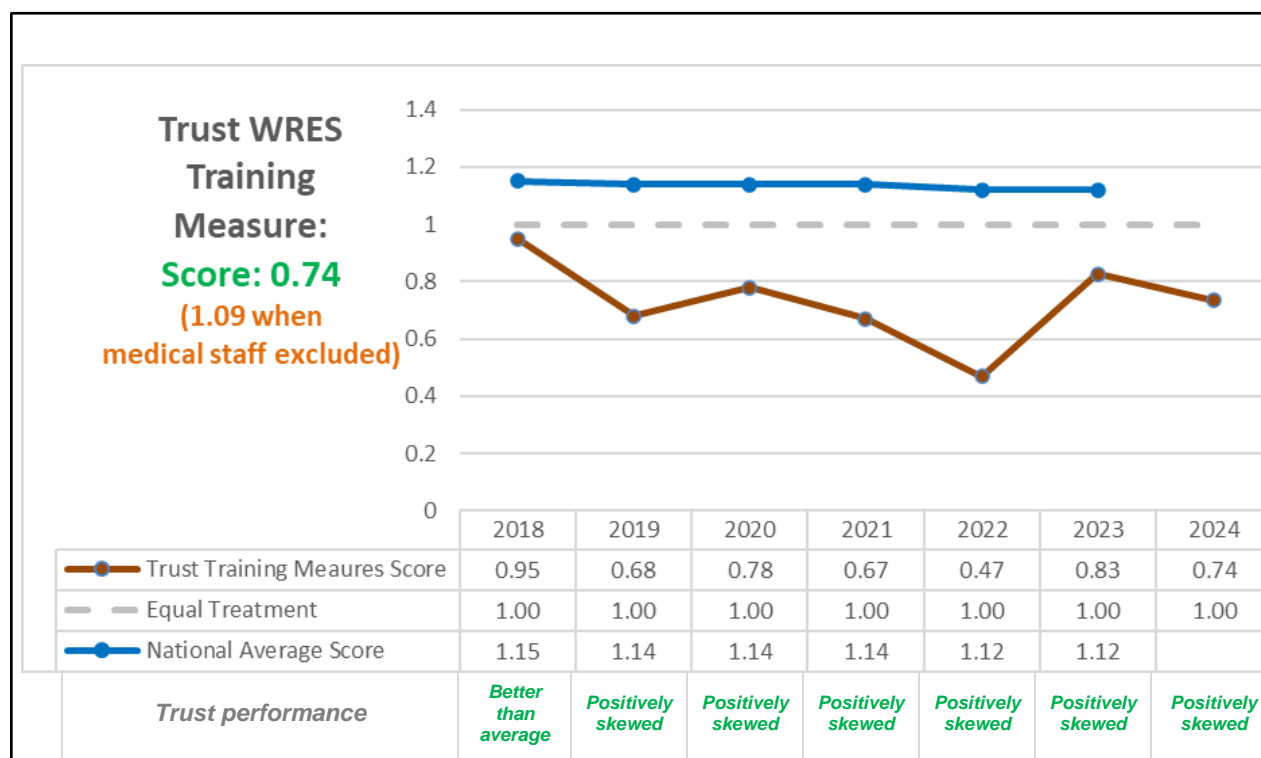 Trust WRES
Training
Measure:
Score: 0.74
(1.09 when
medical staff excluded)
1.4
1.2
1
0.8
0.6
0.4
0.2
0
2018 2019 2020 2021 2022 2023 2024
Trust Training Meaures Score 0.95 0.68 0.78 0.67 0.47 0.83 0.74
Equal Treatment 1.00 1.00 1.00 1.00 1.00 1.00 1.00
National Average Score 1.15 1.14 1.14 1.14 1.12 1.12
Trust performance
Better
than
average
Positively
skewed
Positively
skewed
Positively
skewed
Positively
skewed
Positively
skewed
Positively
skewed